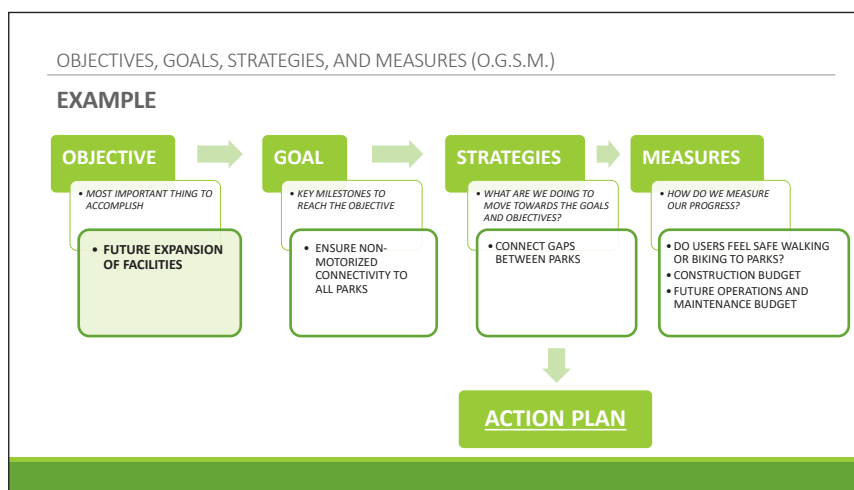 OBJECTIVES, GOALS, STRATEGIES, AND MEASURES (O.G.S.M.)
EXAMPLE
OBJECTIVE
• MOST IMPORTANT THING TO
ACCOMPLISH
• FUTURE EXPANSION
OF FACILITIES
GOAL
• KEY MILESTONES TO
REACH THE OBJECTIVE
• ENSURE NON-
MOTORIZED
CONNECTIVITY TO
ALL PARKS
STRATEGIES
• WHAT ARE WE DOING TO
MOVE TOWARDS THE GOALS
AND OBJECTIVES?
• CONNECT GAPS
BETWEEN PARKS
MEASURES
• HOW DO WE MEASURE
OUR PROGRESS?
• DO USERS FEEL SAFE WALKING
OR BIKING TO PARKS?
• CONSTRUCTION BUDGET
• FUTURE OPERATIONS AND
MAINTENANCE BUDGET
ACTION PLAN